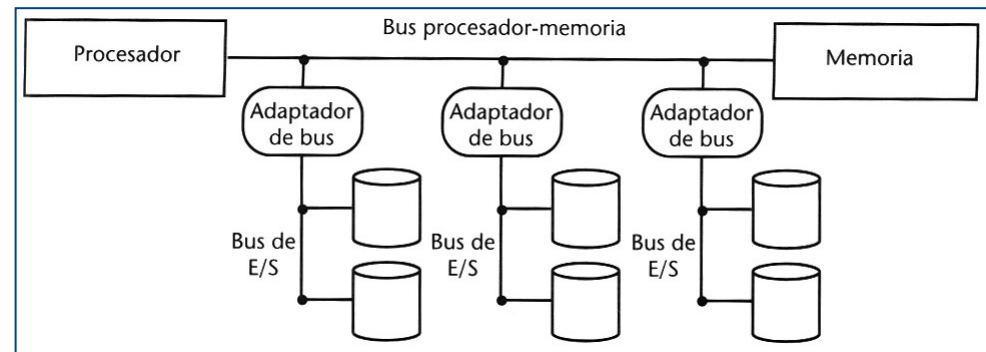 Bus procesador-memoria
Procesador
Memoria
Adaptador
de bus
Adaptador
de bus
Adaptador
de bus
Bus de
E/S
Bus de
E/S
Bus de
E/S